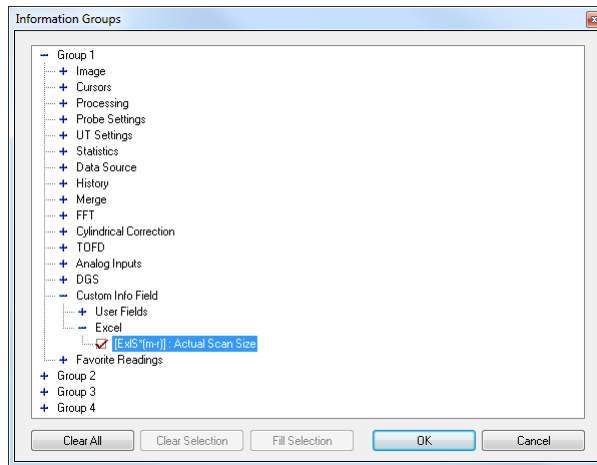 Information Groups
Group 1
Image
Cursors
Processing
Probe Settings
UT Settings
Statistics
Data Source
History
Merge
FFT
Cylindrical Correction
TOFD
Analog Inputs
DGS
Custom Info Field
User Fields
Excel
[ExlS*(m-r)] : Actual Scan Size
Favorite Readings
Group 2
Group 3
Group 4
Clear All Clear Selection Fill Selection OK Cancel